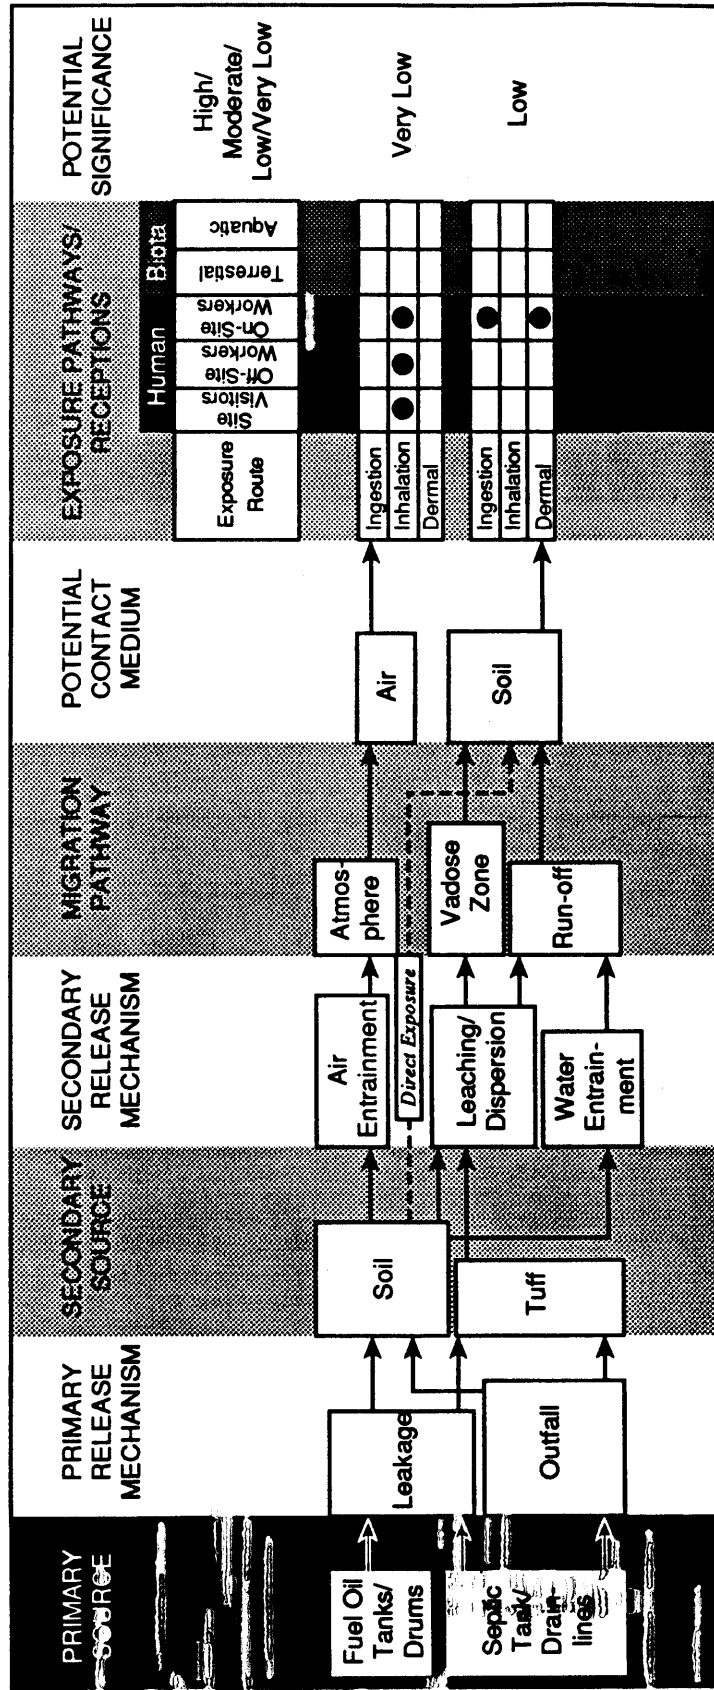 PRIMARY
SOURCE
PRIMARY
RELEASE
MECHANISM
SECONDARY
SOURCE
SECONDARY
RELEASE
MECHANISM
MIGRATION
PATHWAY
POTENTIAL
CONTACT
MEDIUM
EXPOSURE PATHWAYS/
RECEPTIONS
POTENTIAL
SIGNIFICANCE
Human
Biota
Exposure
Route
Site
Visitors
Off-Site
Workers
On-Site
Workers
Terrestial
Aquatic
High/
Moderate/
Low/Very Low
Fuel Oil
Tanks/
Drums
Septic
Tank/
Drain-
lines
Leakage
Outfall
Soil
Tuff
Air
Entrainment
Direct Exposure
Leaching/
Dispersion
Water
Entrain-
ment
Atmos-
phere
Vadose
Zone
Run-off
Air
Soil
Ingestion
Inhalation
Dermal
Very Low
Ingestion
Inhalation
Dermal
Low